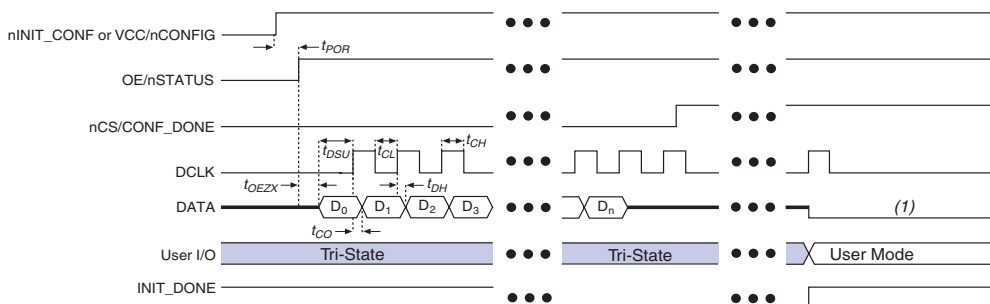 nINIT_CONF or VCC/nCONFIG
tPOR
OE/nSTATUS
nCS/CONF_DONE
tDSU
tCL
tCH
DCLK
tOEZX
tDH
DATA
D0
D1
D2
D3
Dn
(1)
tCO
User I/O
Tri-State
Tri-State
User Mode
INIT_DONE